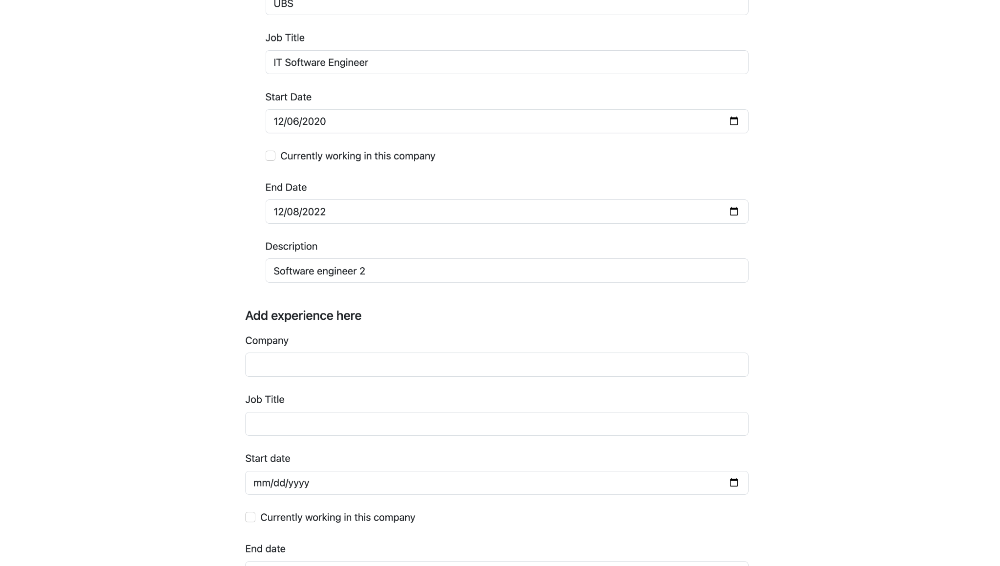 UBS
Job Title
IT Software Engineer
Start Date
12/06/2020
Currently working in this company
End Date
12/08/2022
Description
Software engineer 2
Add experience here
Company
Job Title
Start date
mm/dd/yyyy
Currently working in this company
End date